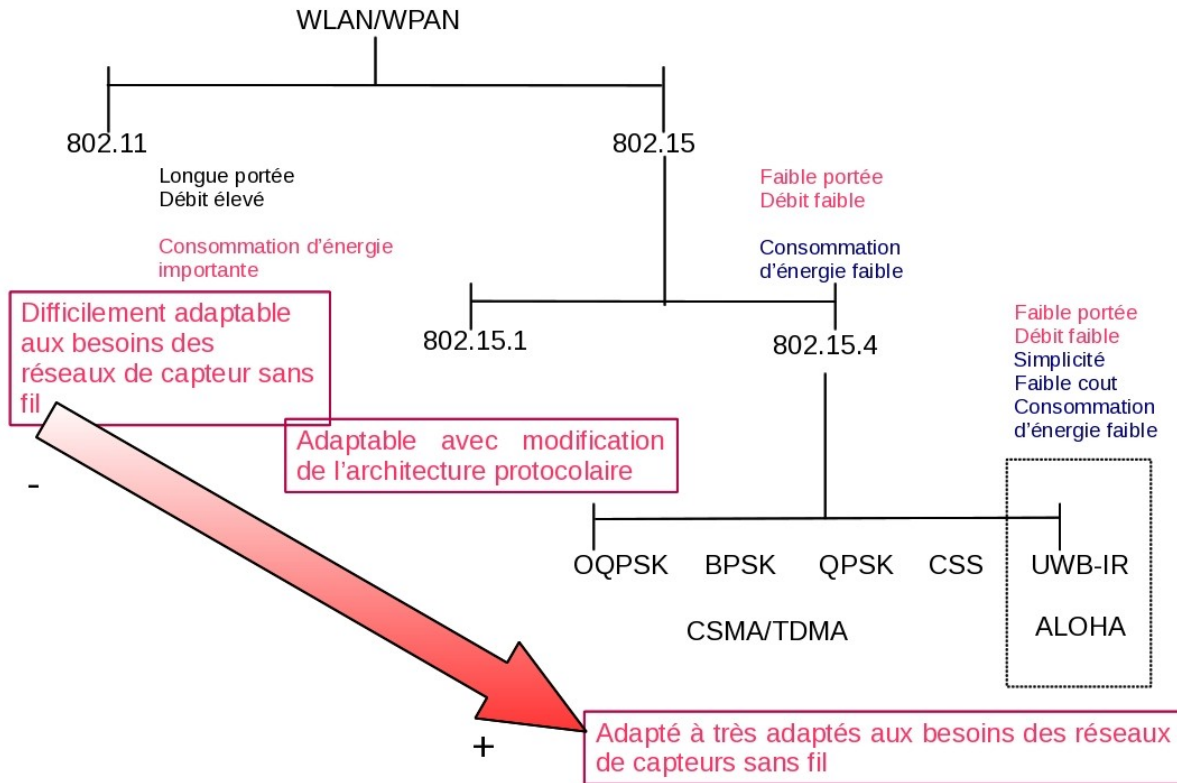 WLAN/WPAN
802.11
802.15
Longue portée
Débit élevé
Consommation d'énergie
importante
Faible portée
Débit faible
Consommation
d'énergie faible
Difficilement adaptable
aux besoins des
réseaux de capteur sans
fil
802.15.1
802.15.4
Faible portée
Débit faible
Simplicité
Faible cout
Consommation
d'énergie faible
Adaptable avec modification
de l'architecture protocolaire
-
OQPSK BPSK QPSK CSS UWB-IR
CSMA/TDMA
ALOHA
+
Adapté à très adaptés aux besoins des réseaux
de capteurs sans fil